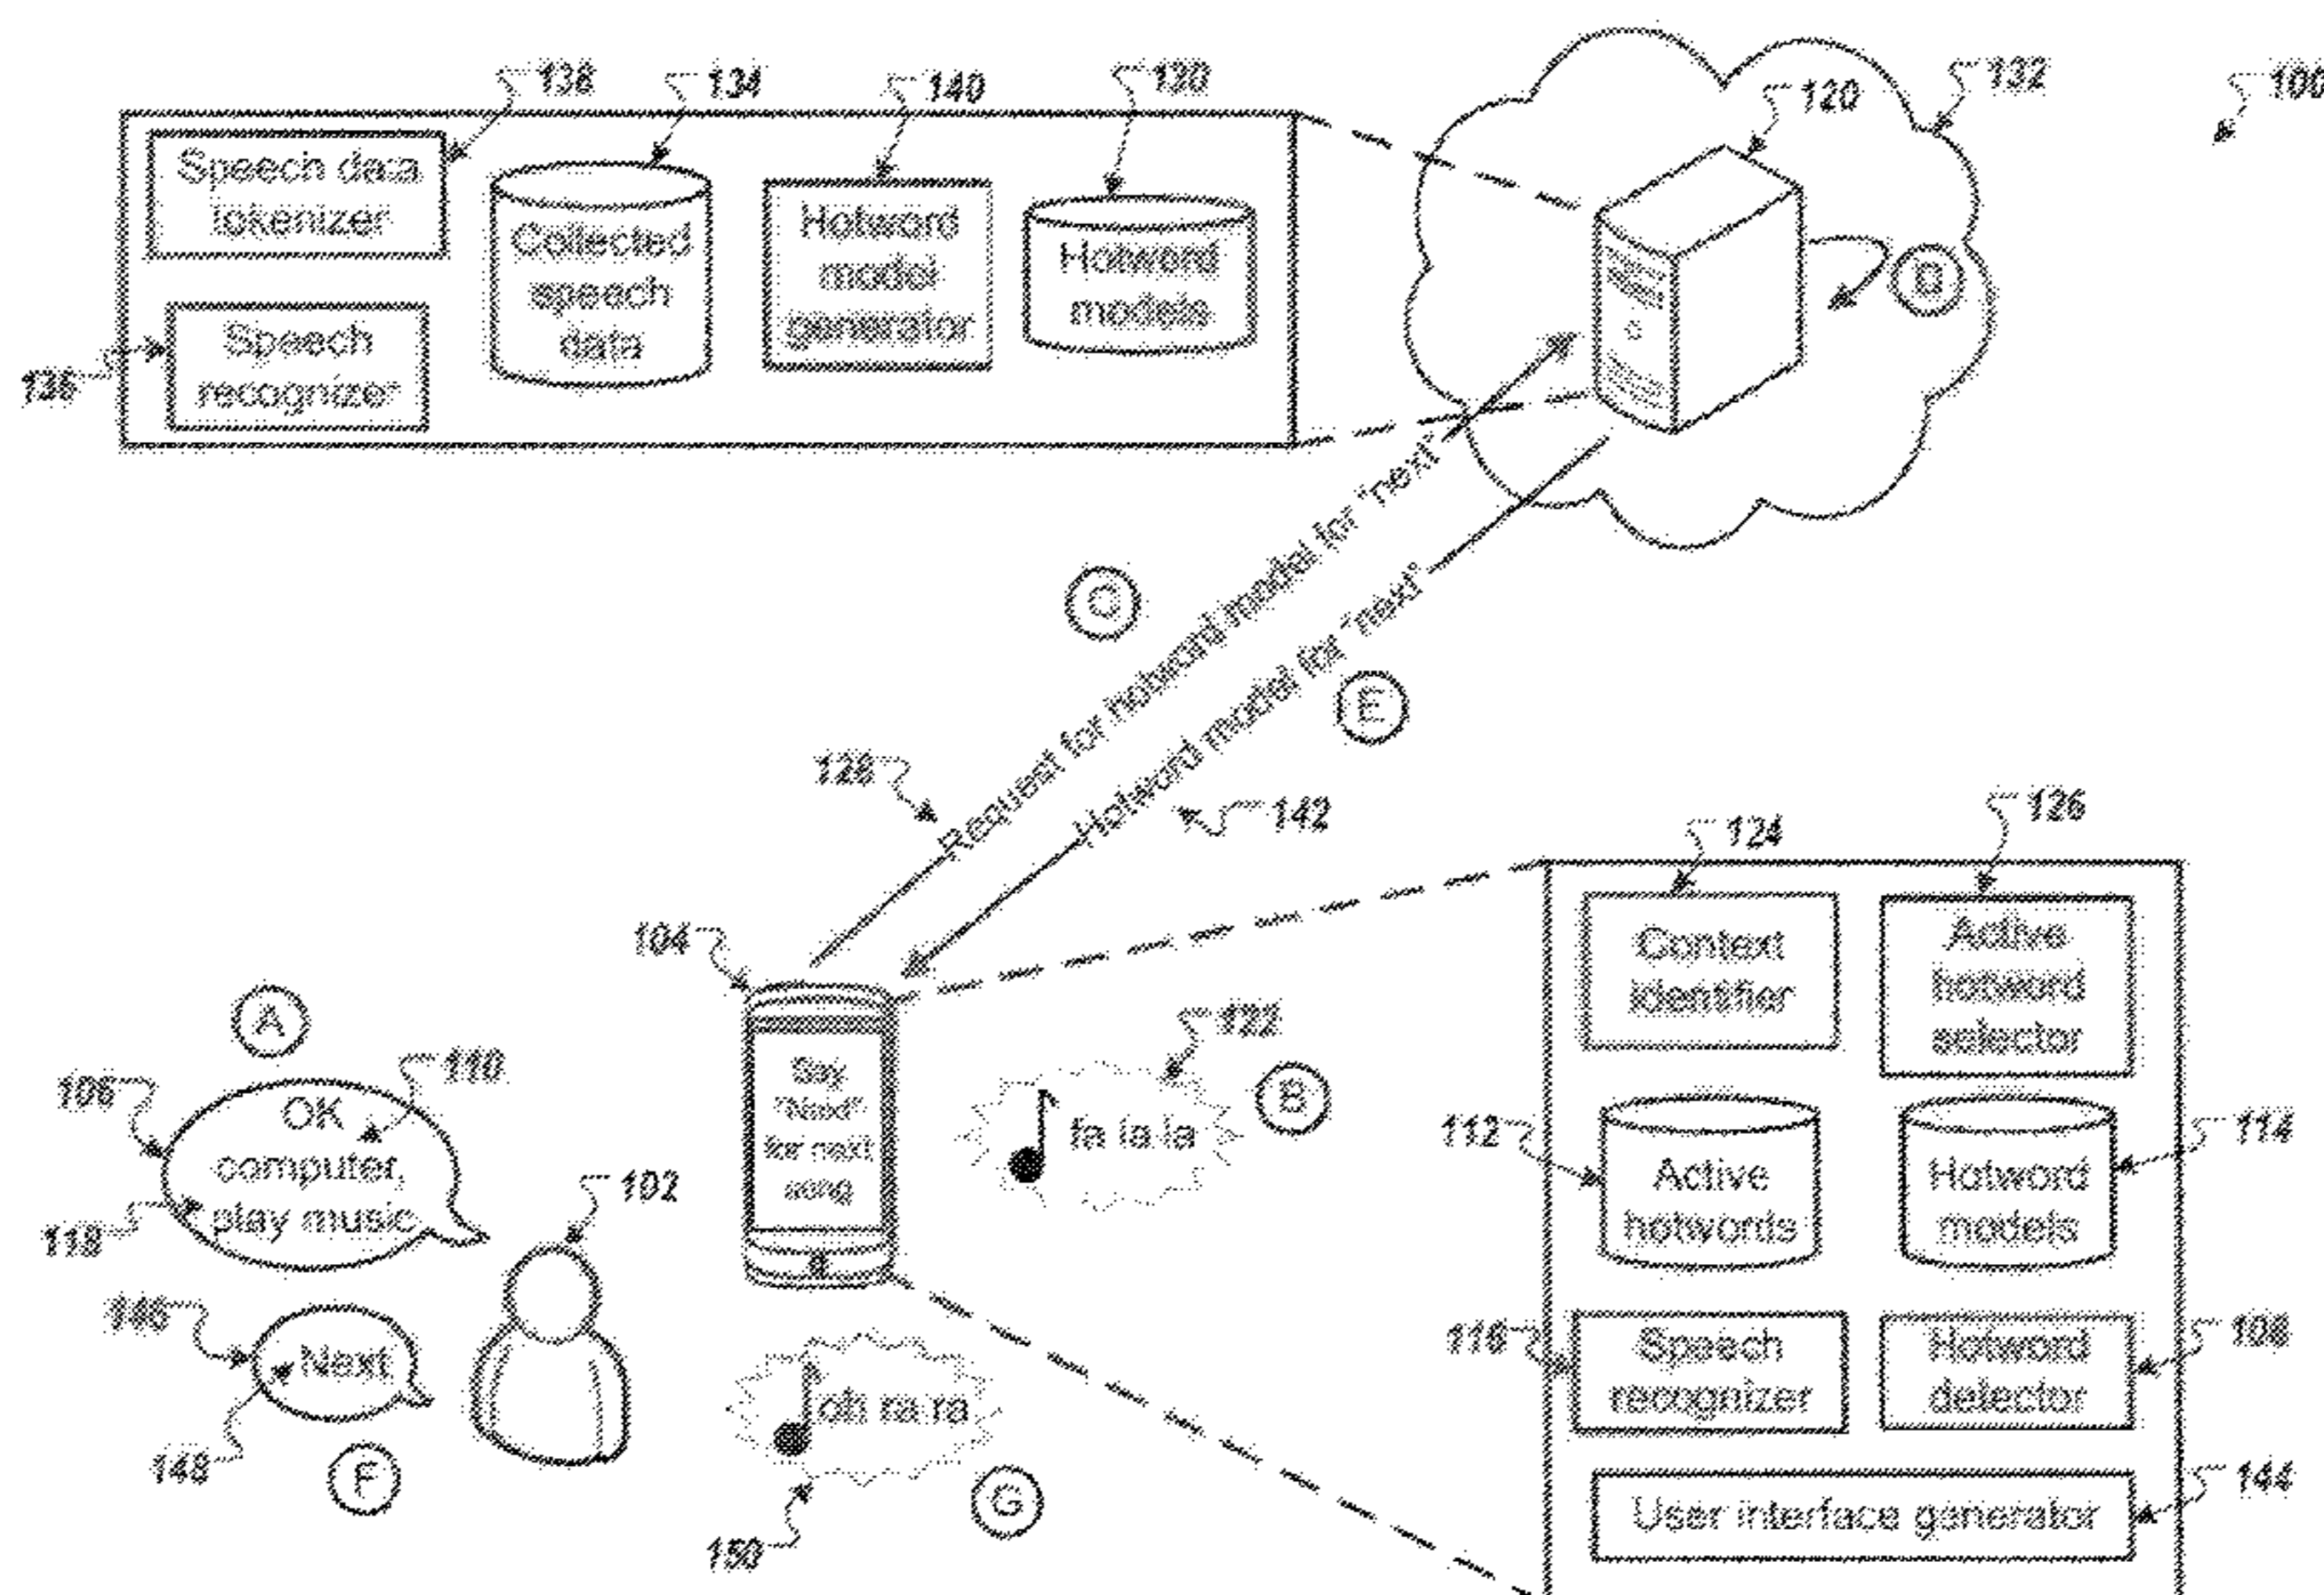 138
134
140
132
120
100
Speech data
tokenizer
Collected
speech
data
Hotword
model
generator
Hotword
models
Speech
recognizer
Request for hotword model for "next"
E
Hotword model for "next"
128
142
124
126
Context
identifier
Active
hotword
selector
104
A
122
B
106
110
OK
computer,
play music
118
Say
"Next"
for next
song
fa la la
112
Active
hotwords
Hotword
models
114
102
146
Next
148
F
oh ra ra
G
150
116
Speech
recognizer
Hotword
detector
108
User interface generator
144